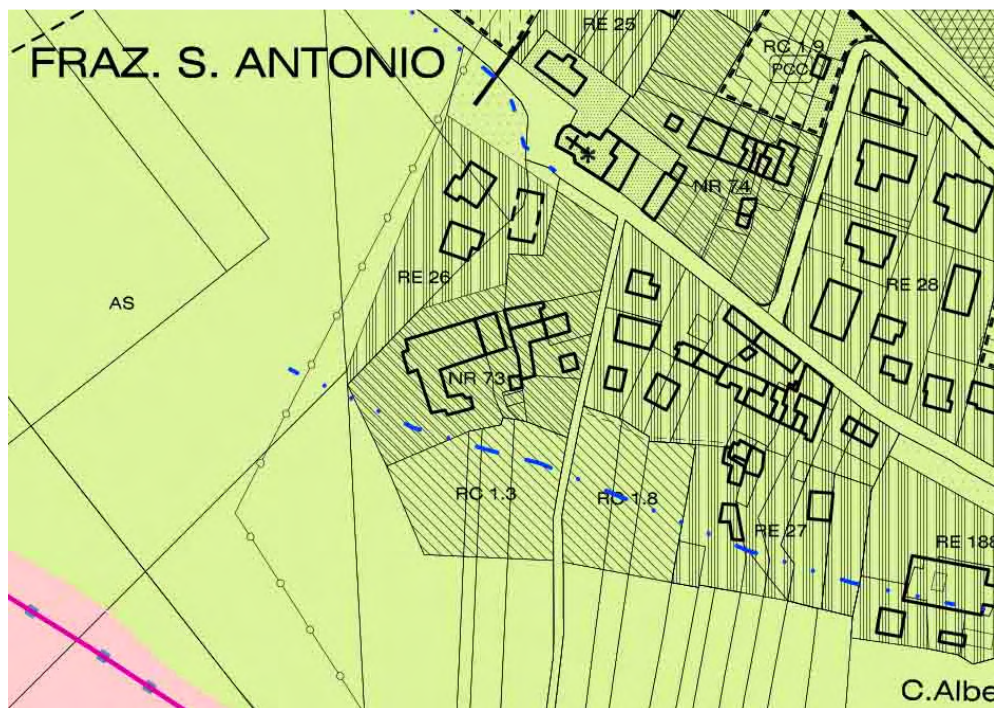 RE 25
RC 1.9
PCC
FRAZ. S. ANTONIO
NR 74
RE 26
RE 28
AS
NR 73
RC 1.3
RC 1.8
RE 27
RE 188
C.Albe